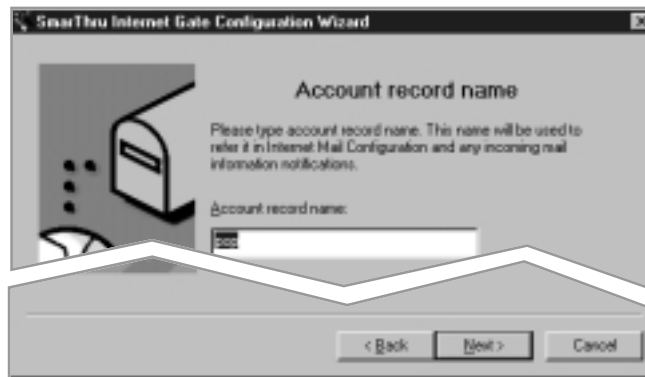 SmarThru Internet Gate Configuration Wizard
Account record name
Please type account record name. This name will be used to
refer it in Internet Mail Configuration and any incoming mail
information notifications.
Account record name:
< Back
Next >
Cancel